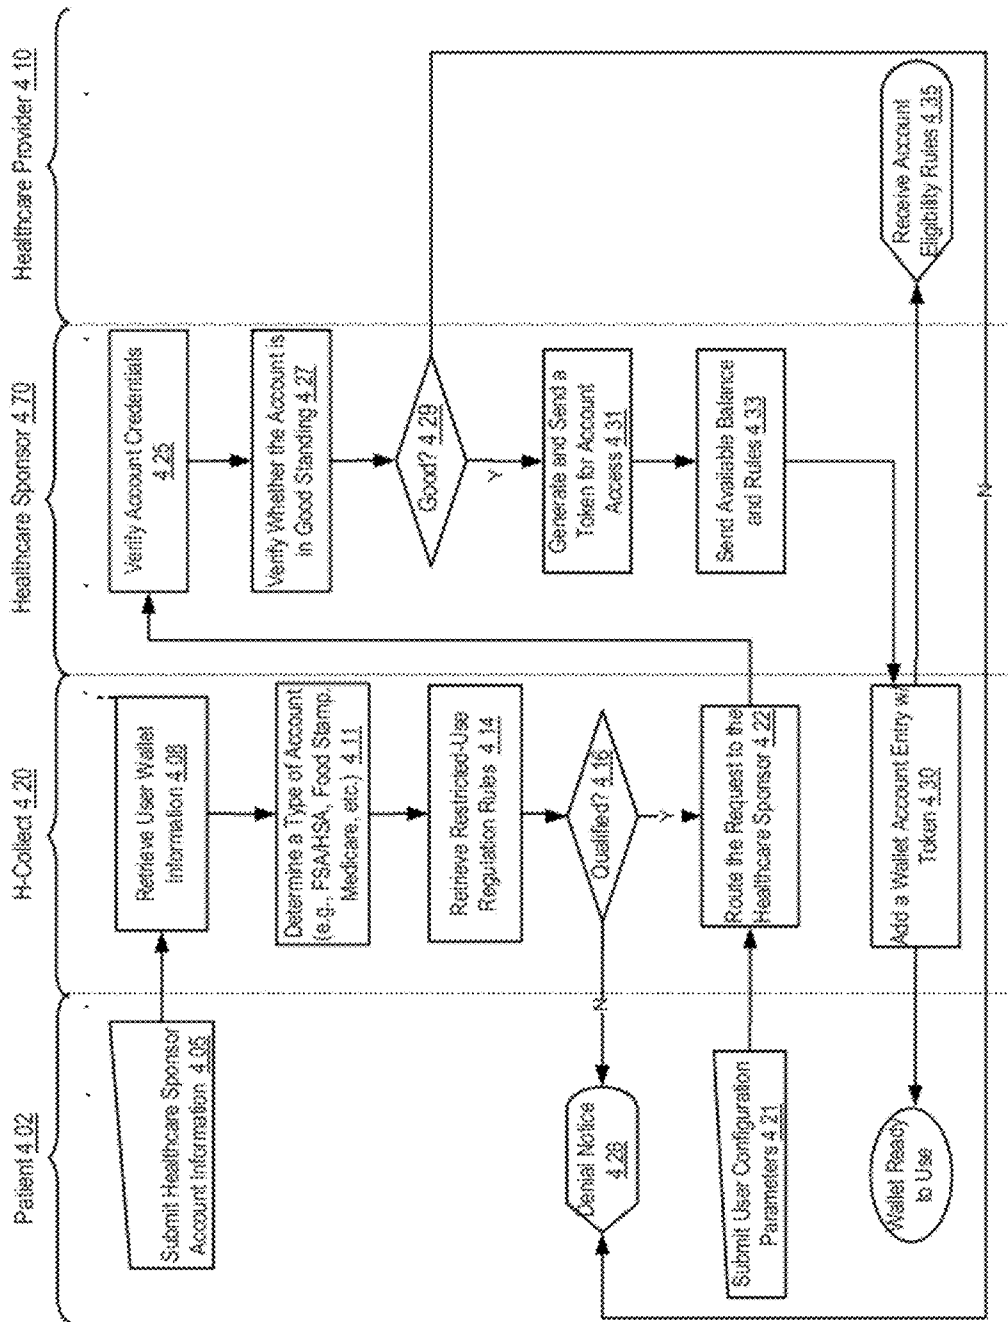 Patient 4.02
H-Collect 4.20
Healthcare Sponsor 4.70
Healthcare Provider 4.10
Submit Healthcare Sponsor
Account Information 4.05
Retrieve User Wallet
Information 4.08
Verify Account Credentials
4.25
Determine a Type of Account
(e.g., FSA/HSA, Food Stamp,
Medicare, etc.) 4.11
Verify Whether the Account is
in Good Standing 4.27
Retrieve Restricted-Use
Regulation Rules 4.14
Good? 4.29
Denial Notice
4.26
N
Qualified? 4.16
Y
Y
Generate and Send a
Token for Account
Access 4.31
Submit User Configuration
Parameters 4.21
Route the Request to the
Healthcare Sponsor 4.22
Send Available Balance
and Rules 4.33
Wallet Ready
to Use
Add a Wallet Account Entry w/
Token 4.30
Receive Account
Eligibility Rules 4.35
N